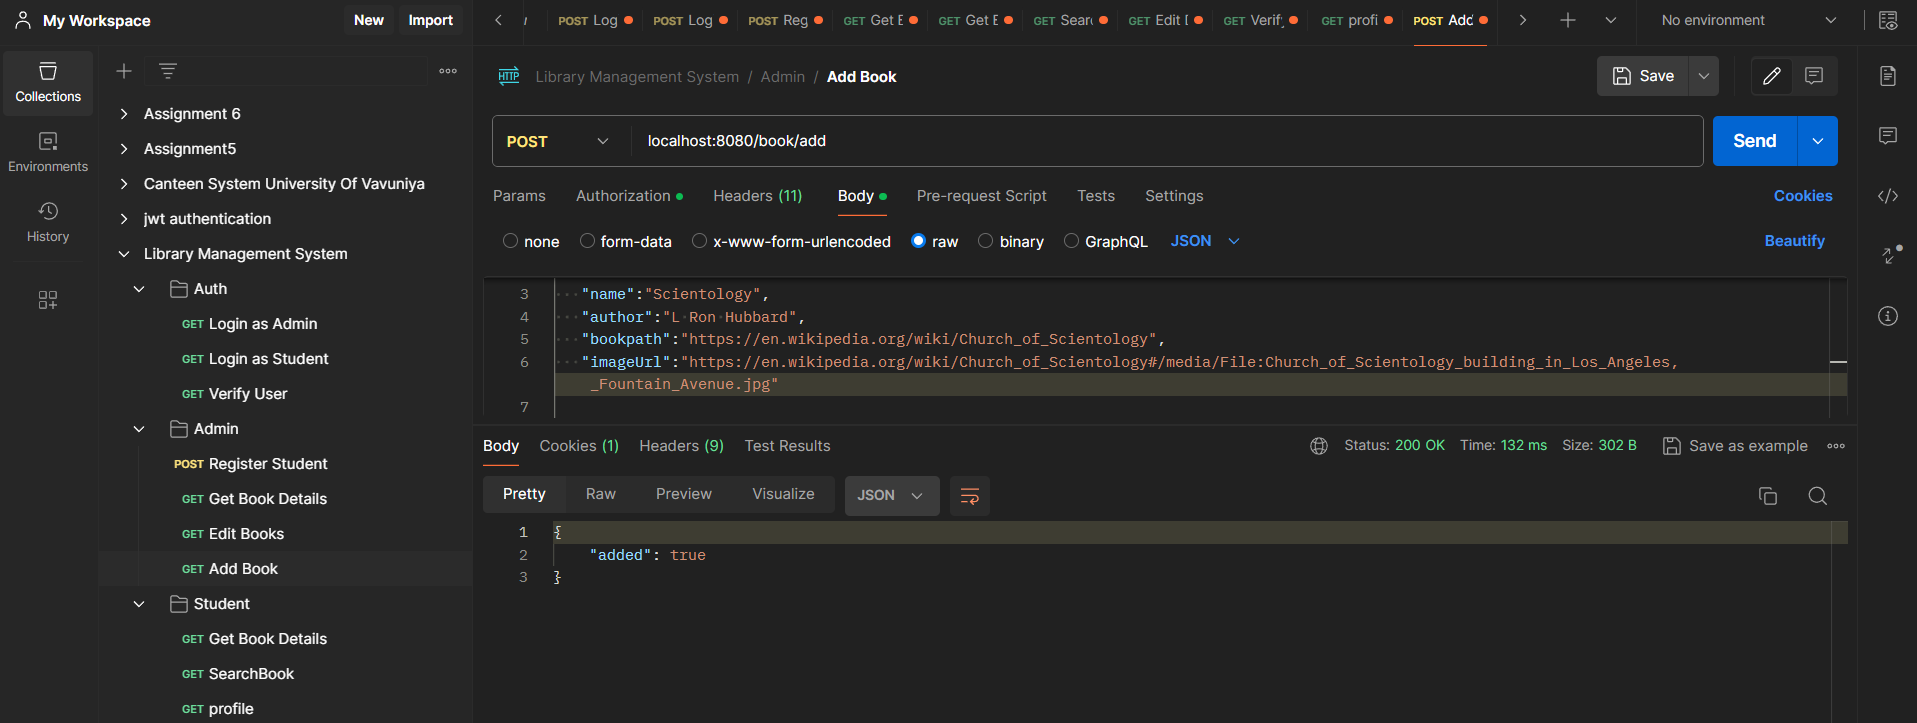 My Workspace
New
Import
POST Log
POST Log
POST Reg
GET Get E
GET Get E
GET Sear
GET Edit
GET Verify
GET profi
POST Add
No environment
Collections
Environments
History
Assignment 6
Assignment5
Canteen System University Of Vavuniya
jwt authentication
Library Management System
Auth
GET Login as Admin
GET Login as Student
GET Verify User
Admin
POST Register Student
GET Get Book Details
GET Edit Books
GET Add Book
Student
GET Get Book Details
GET SearchBook
GET profile
HTTP Library Management System / Admin / Add Book
Save
POST
localhost:8080/book/add
Send
Params Authorization Headers (11) Body Pre-request Script Tests Settings
Cookies
none form-data x-www-form-urlencoded raw binary GraphQL JSON
Beautify
3 "name":"Scientology",
4 "author":"L Ron Hubbard",
5 "bookpath":"https://en.wikipedia.org/wiki/Church_of_Scientology",
6 "imageUrl":"https://en.wikipedia.org/wiki/Church_of_Scientology#/media/File:Church_of_Scientology_building_in_Los_Angeles,
_Fountain_Avenue.jpg"
7
Body Cookies (1) Headers (9) Test Results
Status: 200 OK Time: 132 ms Size: 302 B Save as example
Pretty Raw Preview Visualize JSON
1 {
2 "added": true
3 }